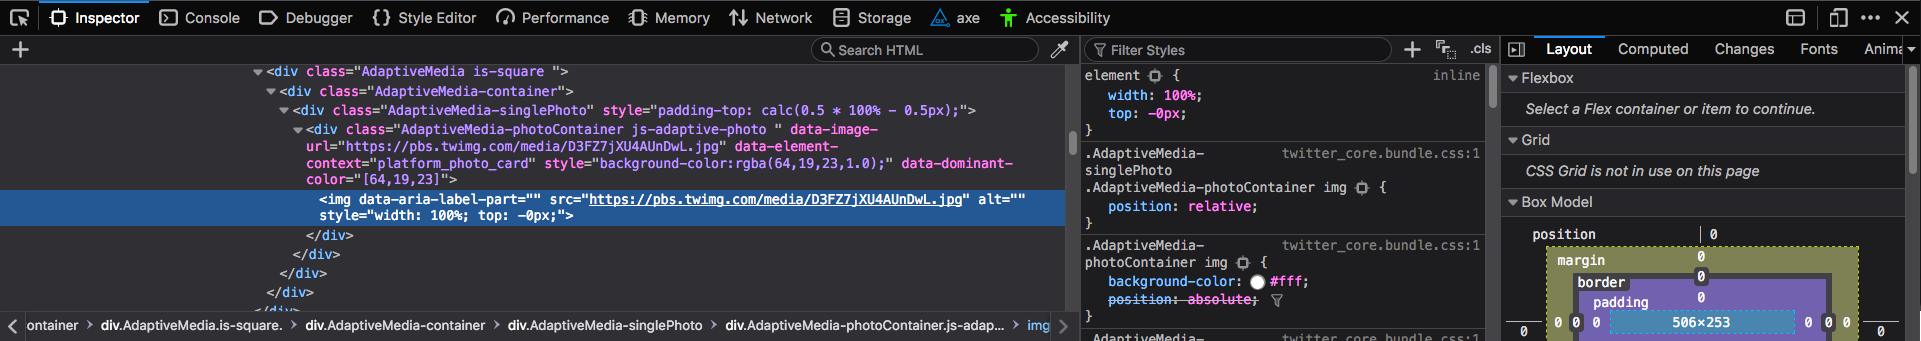 Inspector Console Debugger Style Editor Performance Memory Network Storage axe Accessibility
+ Search HTML
<div class="AdaptiveMedia is-square ">
<div class="AdaptiveMedia-container">
<div class="AdaptiveMedia-singlePhoto" style="padding-top: calc(0.5 * 100% - 0.5px);">
<div class="AdaptiveMedia-photoContainer js-adaptive-photo " data-image-
url="https://pbs.twimg.com/media/D3FZ7jXU4AUnDwL.jpg" data-element-
context="platform_photo_card" style="background-color:rgba(64,19,23,1.0);" data-dominant-
color="[64,19,23]">
<img data-aria-label-part="" src="https://pbs.twimg.com/media/D3FZ7jXU4AUnDwL.jpg" alt=""
style="width: 100%; top: -0px;">
</div>
</div>
</div>
</div>
</div>
ontainer > div.AdaptiveMedia.is-square. > div.AdaptiveMedia-container > div.AdaptiveMedia-singlePhoto > div.AdaptiveMedia-photoContainer.js-adap... > img
Filter Styles + .cls
element { inline
width: 100%;
top: -0px;
}
.AdaptiveMedia- twitter_core.bundle.css:1
singlePhoto
.AdaptiveMedia-photoContainer img {
position: relative;
}
.AdaptiveMedia- twitter_core.bundle.css:1
photoContainer img {
background-color: #fff;
position: absolute;
}
.AdaptiveMedia- twitter_core.bundle.css:1
Layout Computed Changes Fonts Anima
Flexbox
Select a Flex container or item to continue.
Grid
CSS Grid is not in use on this page
Box Model
position 0
margin 0
border 0
padding 0
0 0 0 0 506×253 0 0 0 0